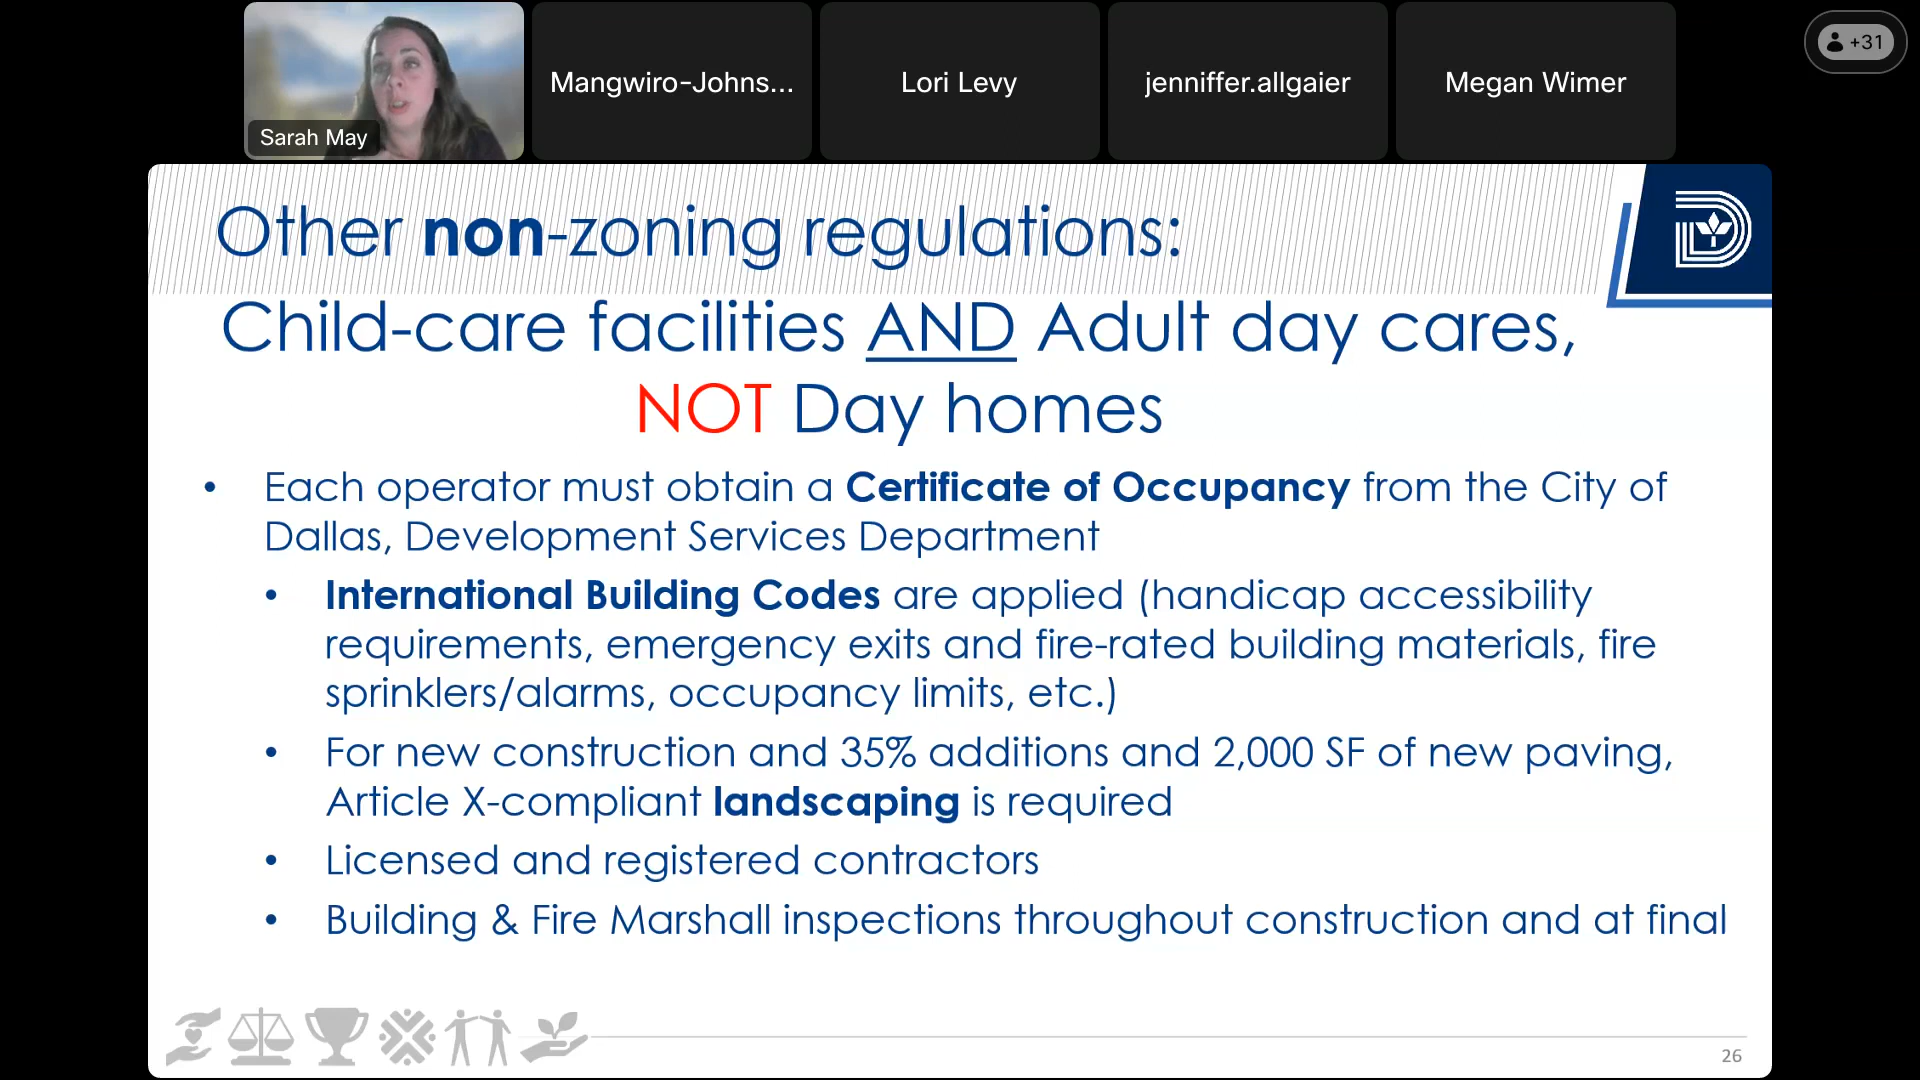 Sarah May
Mangwiro-Johns...
Lori Levy
jenniffer.allgaier
Megan Wimer
+31
Other non-zoning regulations:
Child-care facilities AND Adult day cares,
NOT Day homes
• Each operator must obtain a Certificate of Occupancy from the City of
Dallas, Development Services Department
• International Building Codes are applied (handicap accessibility
requirements, emergency exits and fire-rated building materials, fire
sprinklers/alarms, occupancy limits, etc.)
• For new construction and 35% additions and 2,000 SF of new paving,
Article X-compliant landscaping is required
• Licensed and registered contractors
• Building & Fire Marshall inspections throughout construction and at final
26